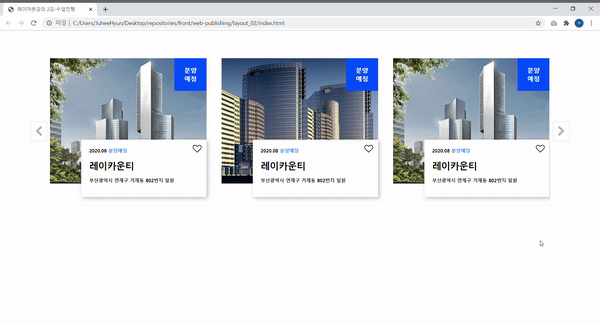 레이아웃강의 2강-수업진행
파일 | C:/Users/JuheeHyun/Desktop/repositories/front/web-publishing/layout_02/index.html
분양
예정
2020.08 분양예정
레이카운티
부산광역시 연제구 거제동 802번지 일원
분양
예정
2020.08 분양예정
레이카운티
부산광역시 연제구 거제동 802번지 일원
분양
예정
2020.08 분양예정
레이카운티
부산광역시 연제구 거제동 802번지 일원